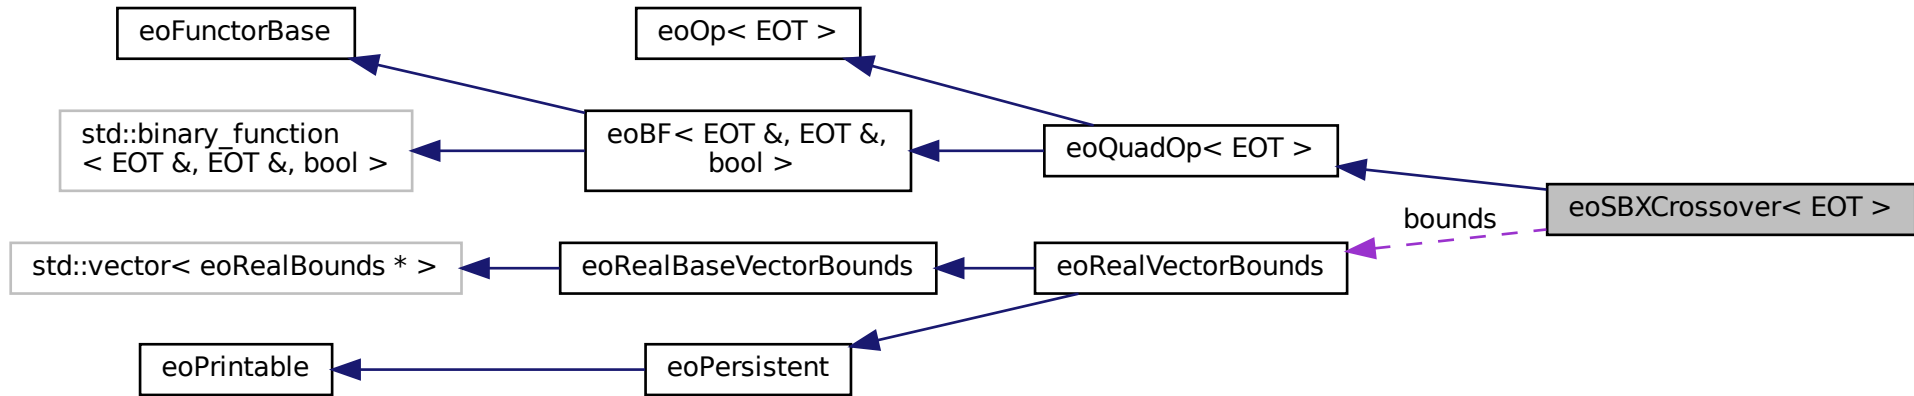 eoFunctorBase
eoOp< EOT >
std::binary_function
< EOT &, EOT &, bool >
eoBF< EOT &, EOT &,
bool >
eoQuadOp< EOT >
eoSBXCrossover< EOT >
bounds
std::vector< eoRealBounds * >
eoRealBaseVectorBounds
eoRealVectorBounds
eoPrintable
eoPersistent